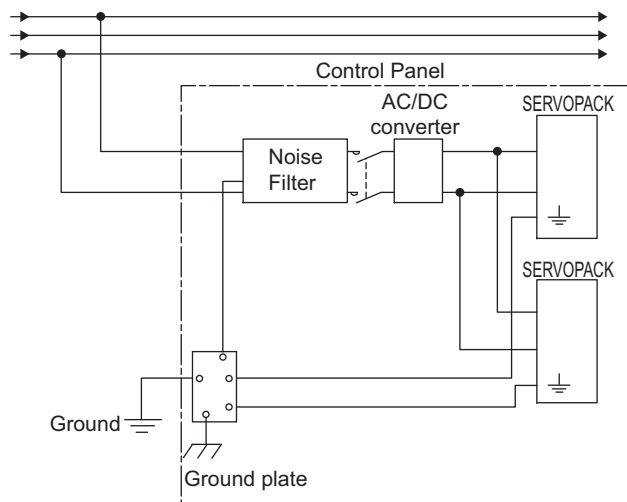 Control Panel
AC/DC
converter
SERVOPACK
Noise
Filter
SERVOPACK
Ground
Ground plate